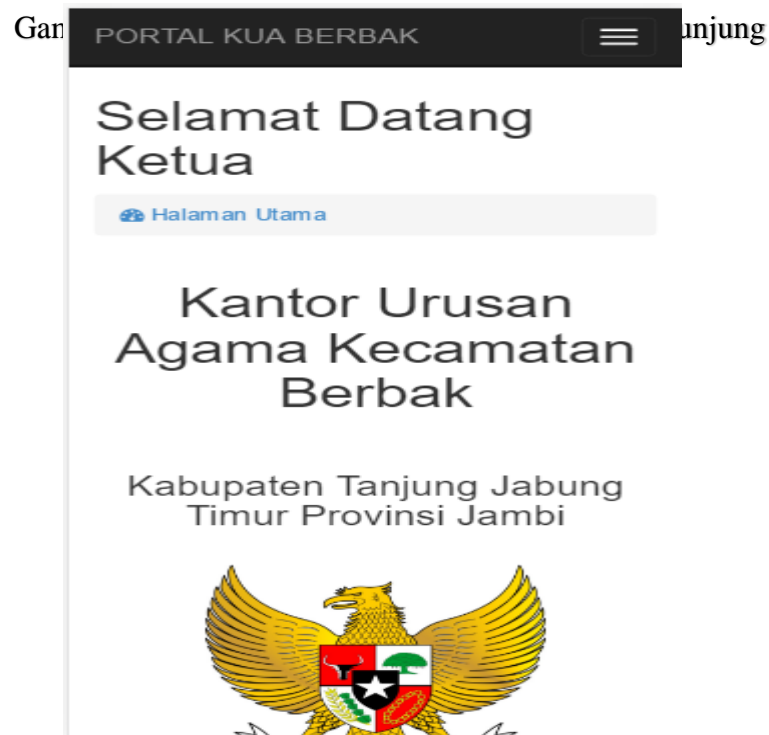 PORTAL KUA BERBAK
Selamat Datang
Ketua
Halaman Utama
Kantor Urusan
Agama Kecamatan
Berbak
Kabupaten Tanjung Jabung
Timur Provinsi Jambi